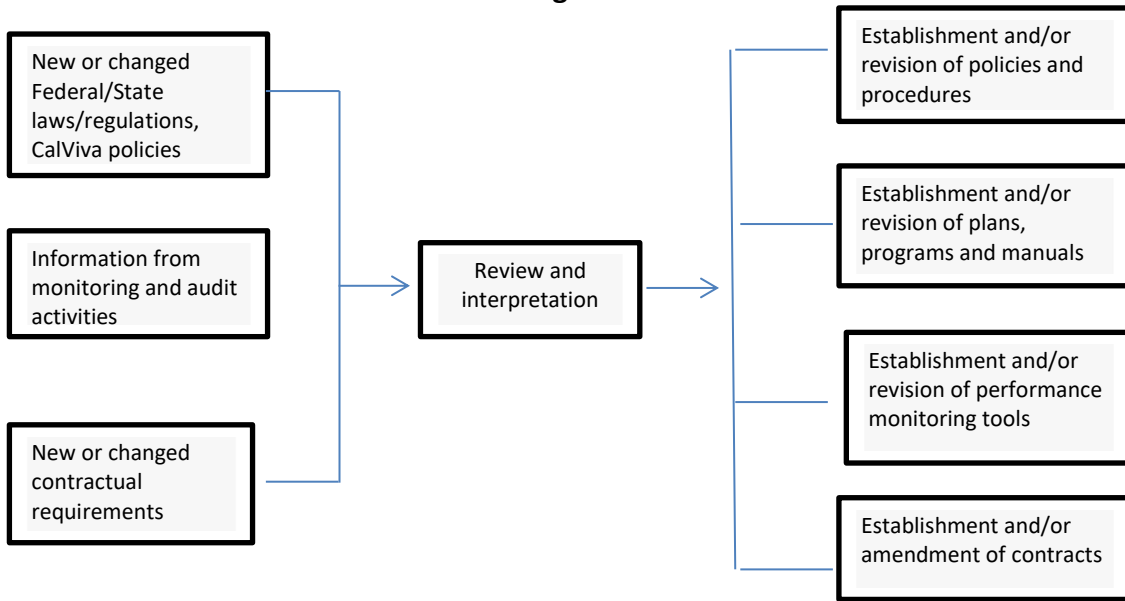 New or changed
Federal/State
laws/regulations,
CalViva policies
Information from
monitoring and audit
activities
New or changed
contractual
requirements
Review and
interpretation
Establishment and/or
revision of policies and
procedures
Establishment and/or
revision of plans,
programs and manuals
Establishment and/or
revision of performance
monitoring tools
Establishment and/or
amendment of contracts